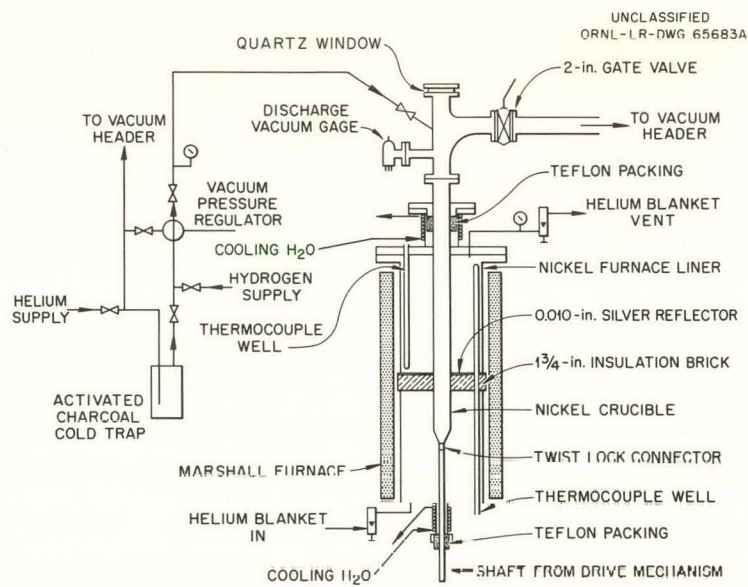 UNCLASSIFIED
ORNL-LR-DWG 65683A
QUARTZ WINDOW
2-in. GATE VALVE
TO VACUUM
HEADER
DISCHARGE
VACUUM GAGE
TO VACUUM
HEADER
TEFLON PACKING
VACUUM
PRESSURE
REGULATOR
HELIUM BLANKET
VENT
COOLING H2O
NICKEL FURNACE LINER
HYDROGEN
SUPPLY
HELIUM
SUPPLY
THERMOCOUPLE
WELL
0.010-in. SILVER REFLECTOR
1 3/4-in. INSULATION BRICK
ACTIVATED
CHARCOAL
COLD TRAP
NICKEL CRUCIBLE
TWIST LOCK CONNECTOR
MARSHALL FURNACE
THERMOCOUPLE WELL
HELIUM BLANKET
IN
TEFLON PACKING
COOLING H2O
SHAFT FROM DRIVE MECHANISM